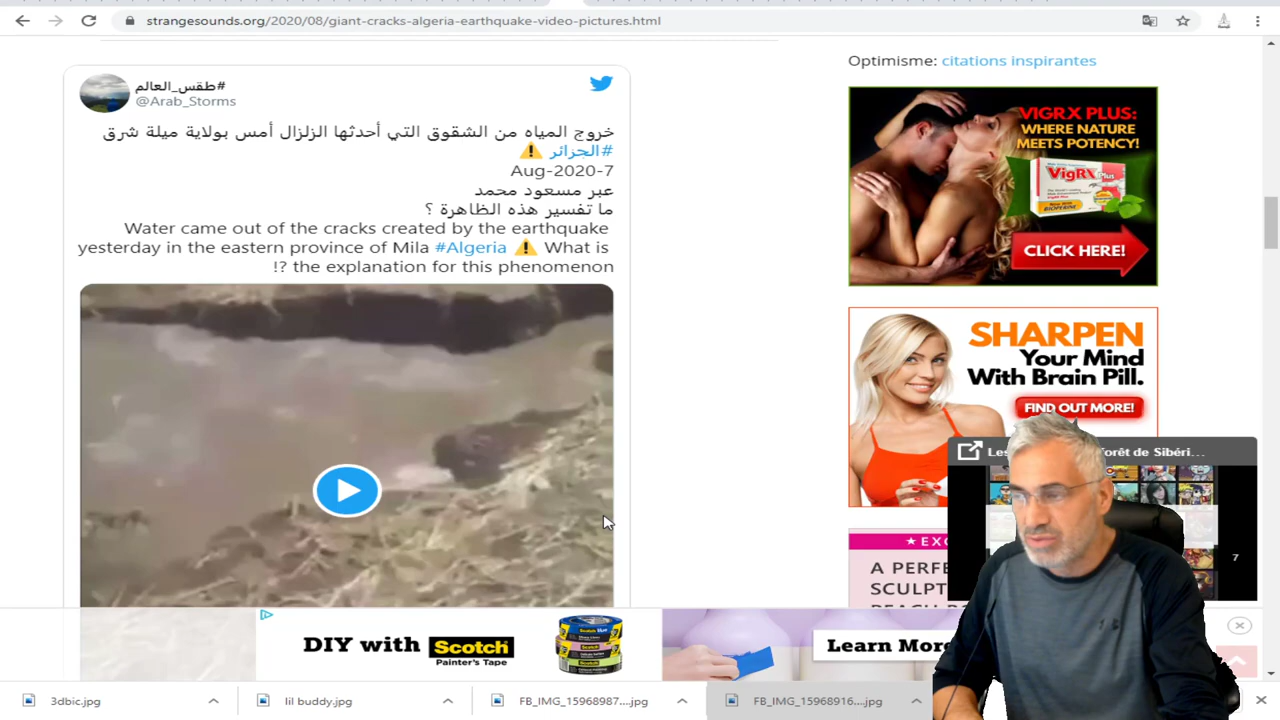 strangesounds.org/2020/08/giant-cracks-algeria-earthquake-video-pictures.html
#طقس_العالم
@Arab_Storms
خروج المياه من الشقوق التي أحدثها الزلزال أمس بولاية ميلة شرق
#الجزائر ⚠
Aug-2020-7
عبر مسعود محمد
ما تفسير هذه الظاهرة ؟
Water came out of the cracks created by the earthquake
yesterday in the eastern province of Mila #Algeria ⚠ What is
!? the explanation for this phenomenon
Optimisme: citations inspirantes
VIGRX PLUS:
WHERE NATURE
MEETS POTENCY!
VigRX Plus
CLICK HERE!
SHARPEN
Your Mind
With Brain Pill.
FIND OUT MORE!
Les
orêt de Sibéri...
7
★ EXC
A PERFE
SCULPT
DIY with Scotch
Painter's Tape
Learn More
3dbic.jpg
lil buddy.jpg
FB_IMG_15968987....jpg
FB_IMG_15968916....jpg